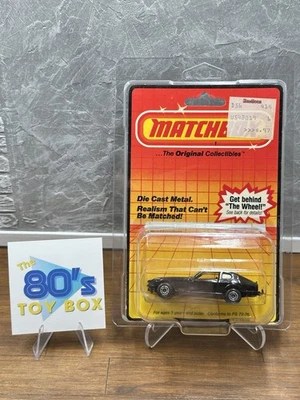 MATCHBOX
...The Original Collectibles"
Die Cast Metal.
Realism That Can't
Be Matched!
Get behind
"The Wheel!"
See back for details!
The
80's
TOY BOX